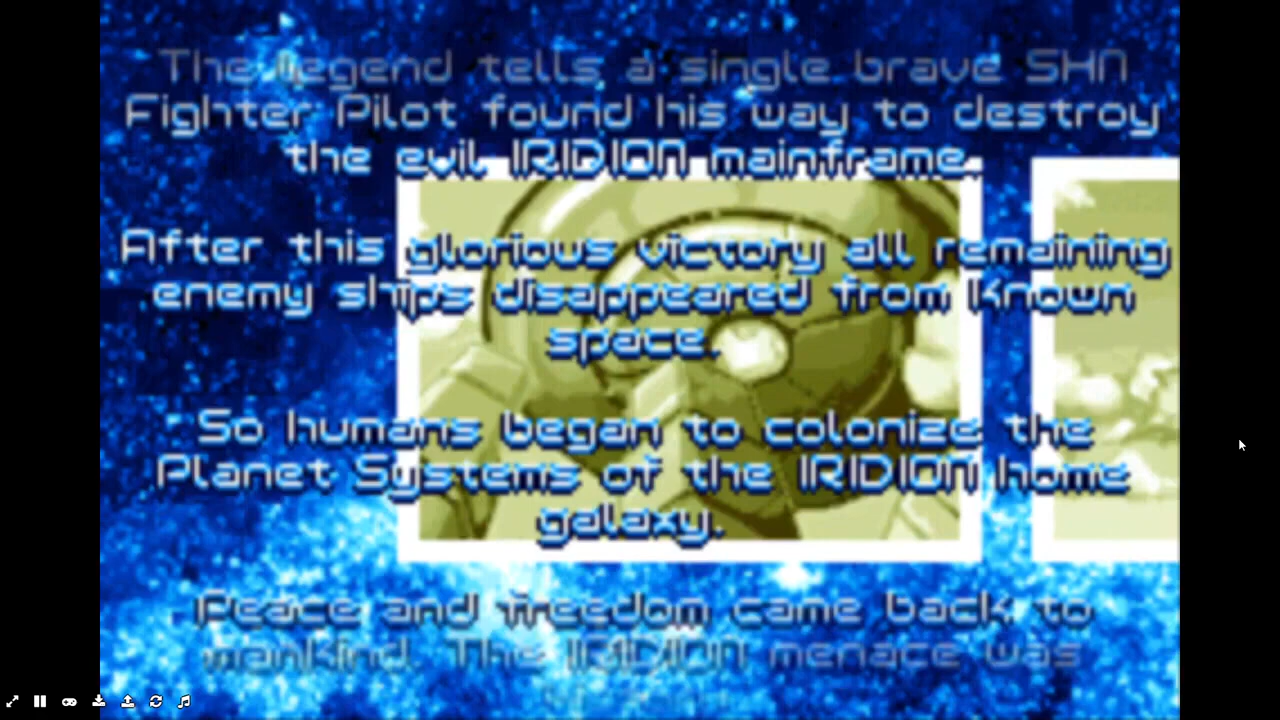 The legend tells a single brave SHN
Fighter Pilot found his way to destroy
the evil IRIDION mainframe.
After this glorious victory all remaining
enemy ships disappeared from known
space.
So humans began to colonize the
Planet Systems of the IRIDION home
galaxy.
Peace and freedom came back to
mankind. The IRIDION menace was